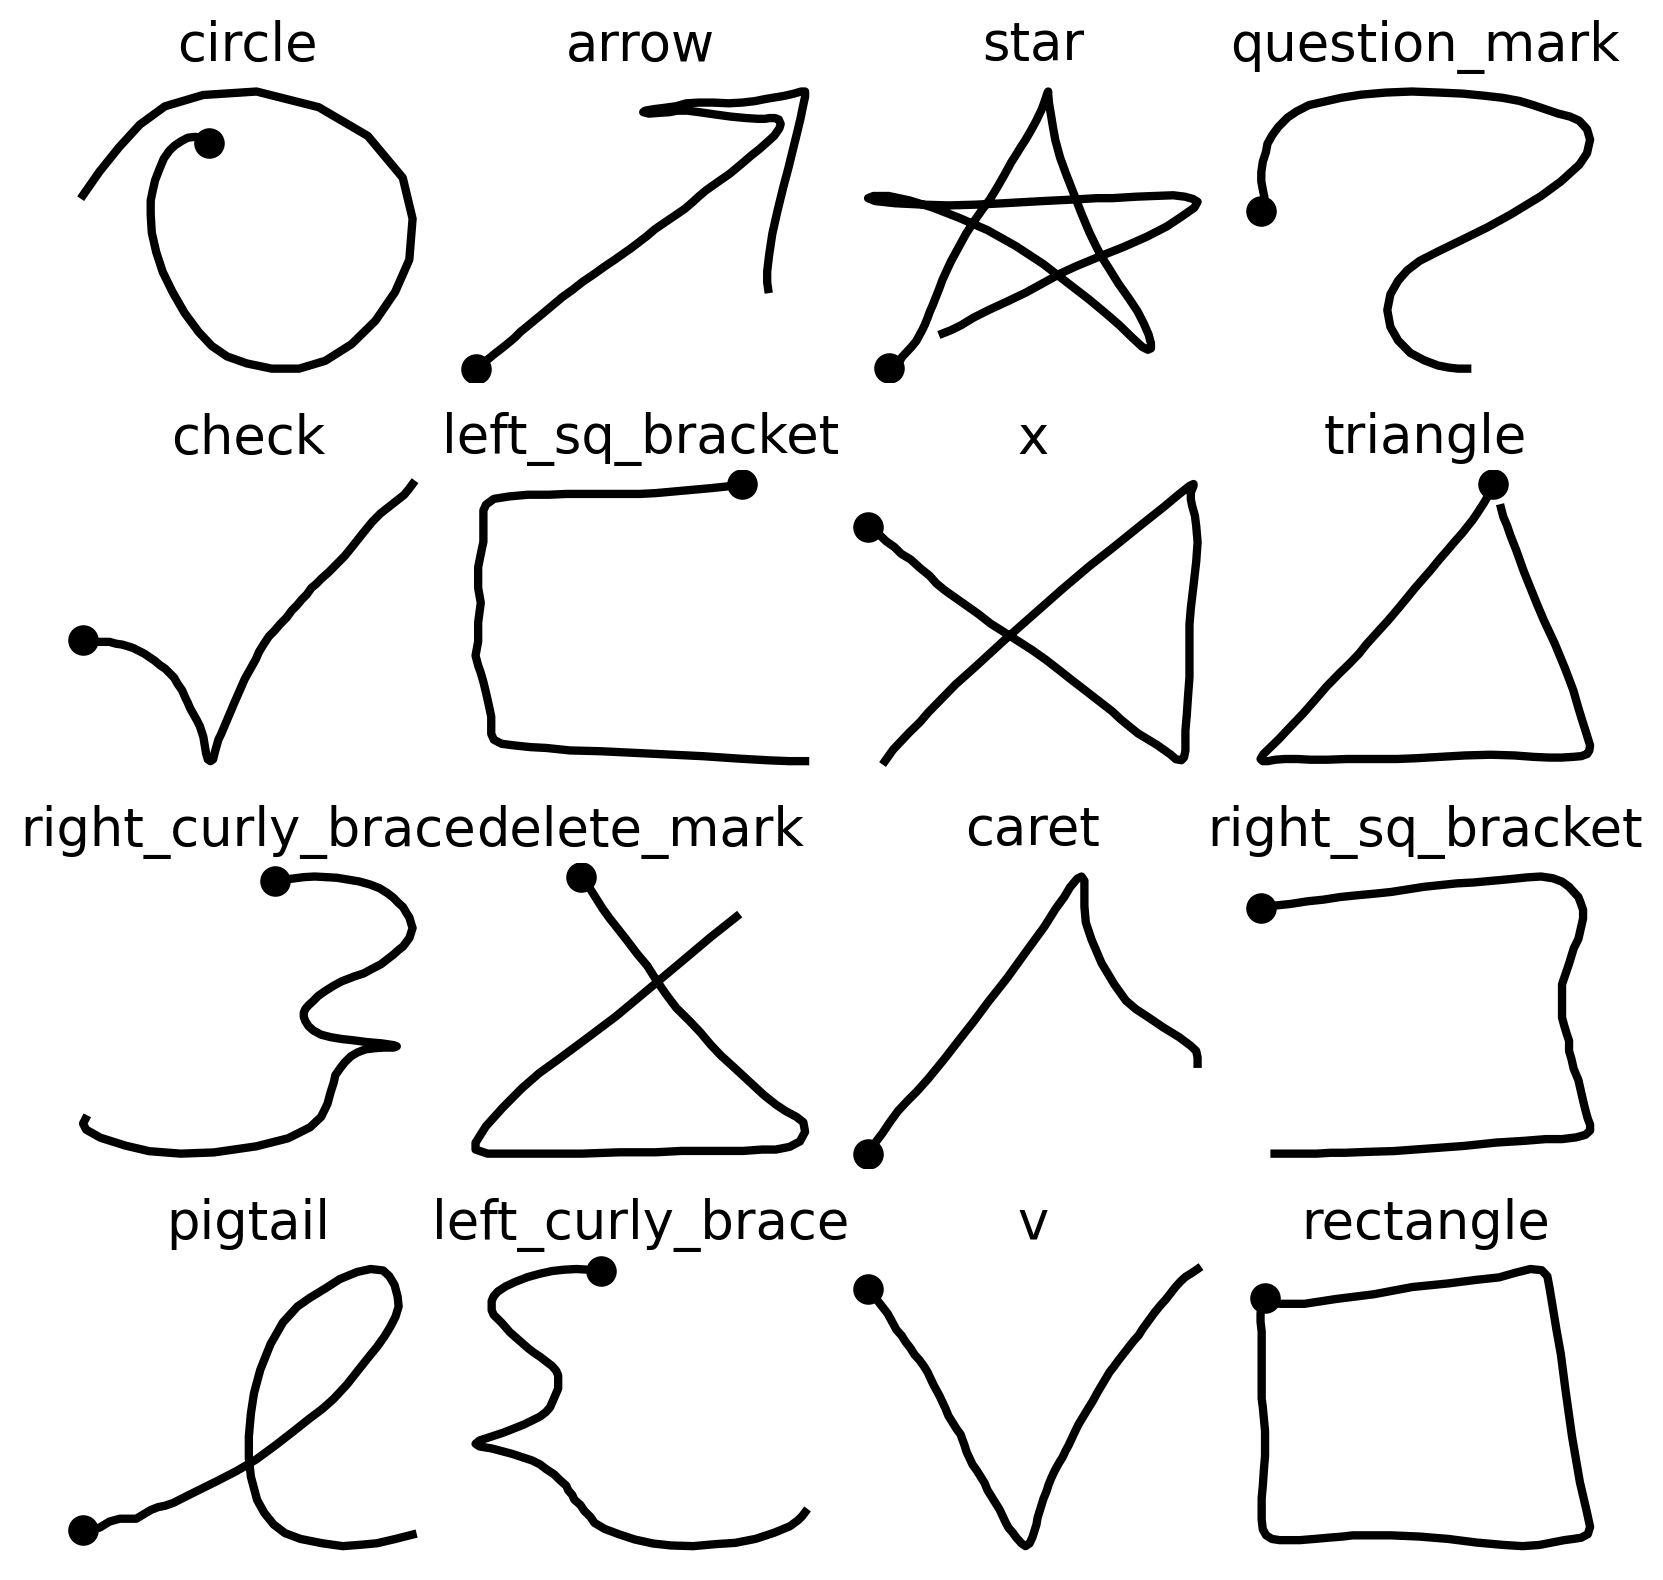 circle arrow star question_mark
check left_sq_bracket x triangle
right_curly_brace delete_mark caret right_sq_bracket
pigtail left_curly_brace v rectangle